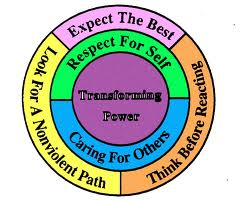 Expect The Best
Respect For Self
Look For A Nonviolent Path
Transforming
Power
Caring For Others
Think Before Reacting